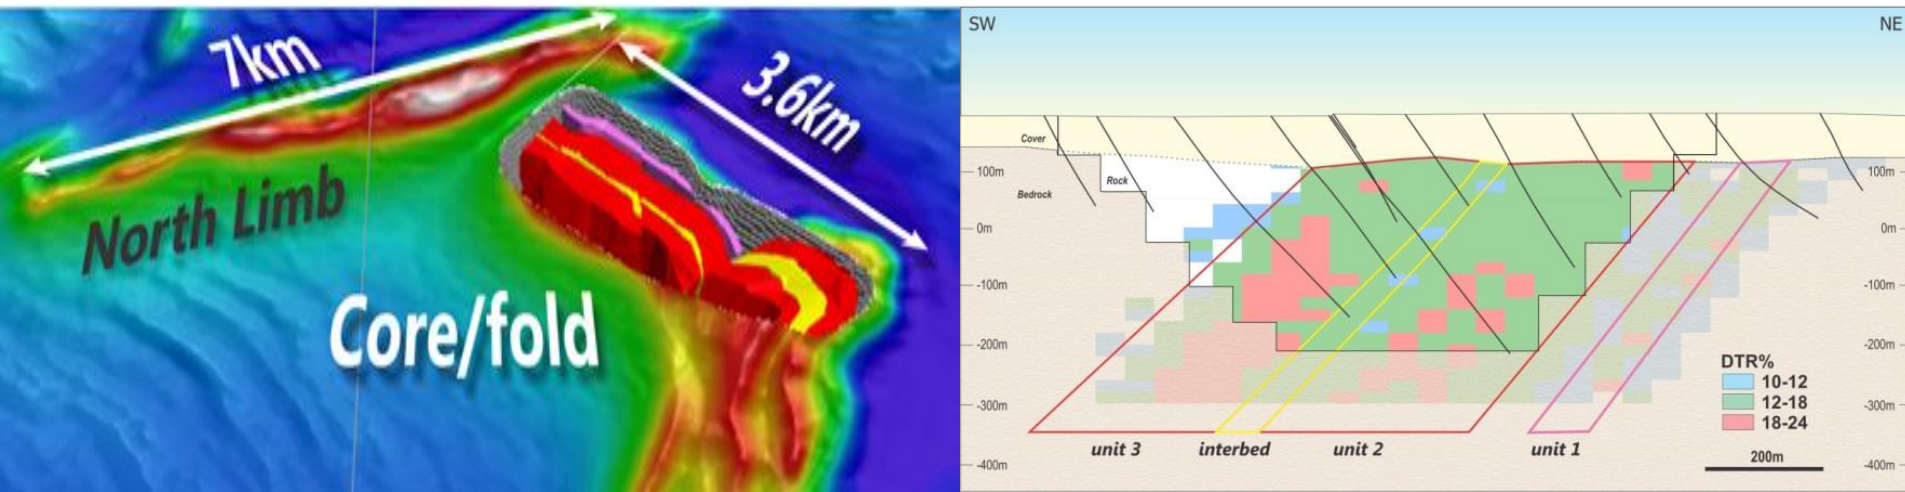 7km
3.6km
North Limb
Core/fold
SW
NE
Cover
Rock
Bedrock
100m
0m
-100m
-200m
-300m
-400m
100m
0m
-100m
-200m
-300m
-400m
DTR%
10-12
12-18
18-24
unit 3
interbed
unit 2
unit 1
200m